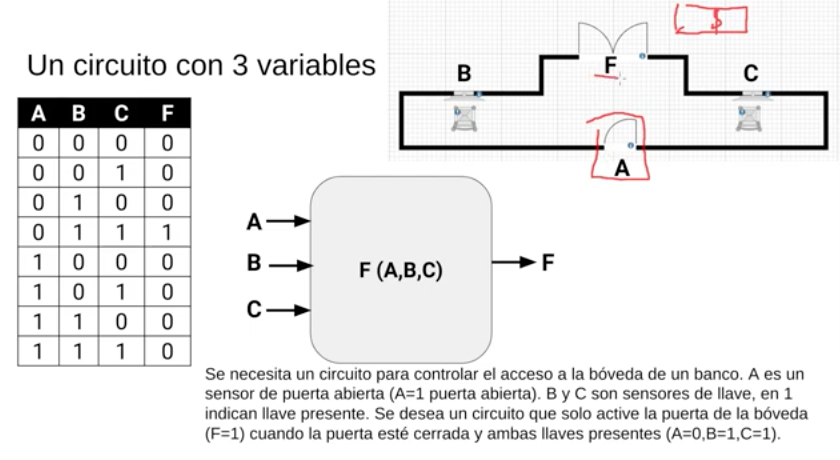 Un circuito con 3 variables
A B C F
0 0 0 0
0 0 1 0
0 1 0 0
0 1 1 1
1 0 0 0
1 0 1 0
1 1 0 0
1 1 1 0
B
F
C
A
A
B
C
F (A,B,C)
F
Se necesita un circuito para controlar el acceso a la bóveda de un banco. A es un
sensor de puerta abierta (A=1 puerta abierta). B y C son sensores de llave, en 1
indican llave presente. Se desea un circuito que solo active la puerta de la bóveda
(F=1) cuando la puerta esté cerrada y ambas llaves presentes (A=0,B=1,C=1).